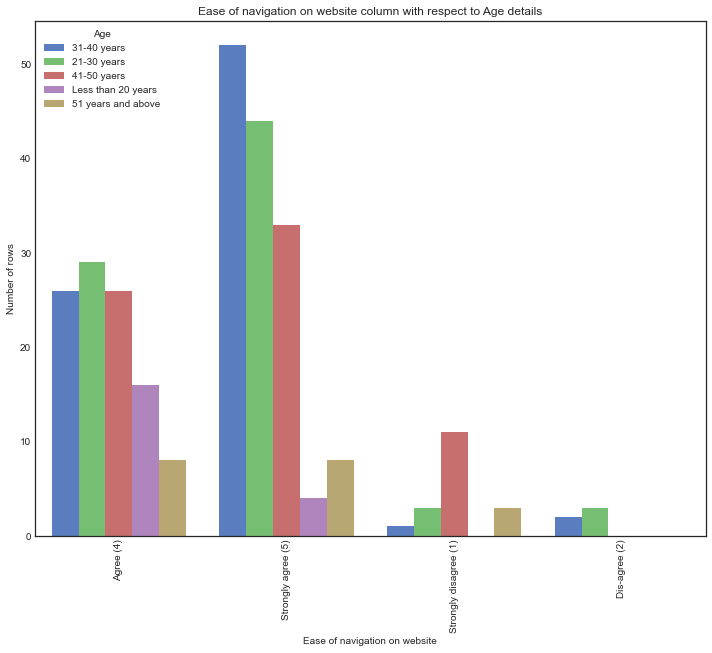 Ease of navigation on website column with respect to Age details
Age
31-40 years
21-30 years
41-50 yaers
Less than 20 years
51 years and above
Number of rows
50
40
30
20
10
0
Agree (4)
Strongly agree (5)
Strongly disagree (1)
Dis-agree (2)
Ease of navigation on website